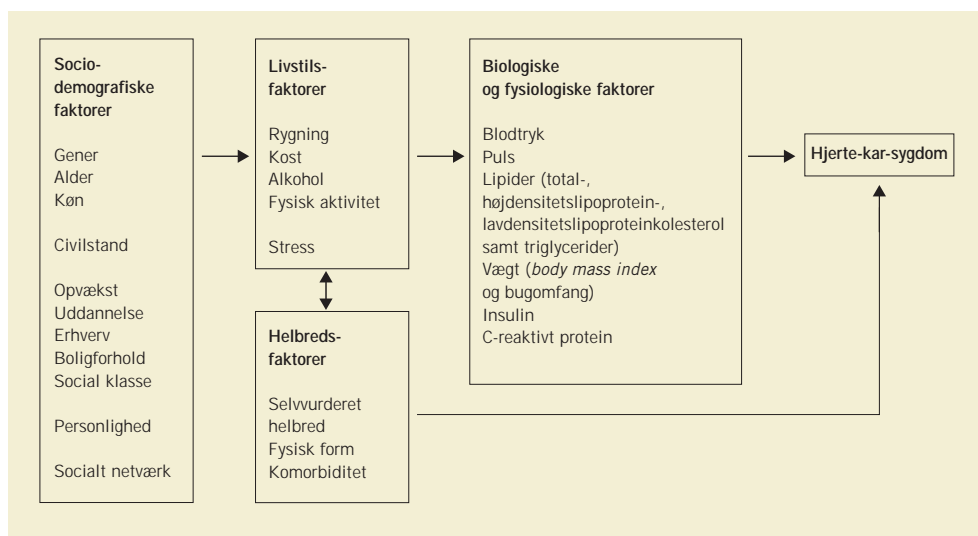 Socio-
demografiske
faktorer
Gener
Alder
Køn
Civilstand
Opvækst
Uddannelse
Erhverv
Boligforhold
Social klasse
Personlighed
Socialt netværk
Livstils-
faktorer
Rygning
Kost
Alkohol
Fysisk aktivitet
Stress
Helbreds-
faktorer
Selvvurderet
helbred
Fysisk form
Komorbiditet
Biologiske
og fysiologiske faktorer
Blodtryk
Puls
Lipider (total-,
højdensitetslipoprotein-,
lavdensitetslipoproteinkolesterol
samt triglycerider)
Vægt (body mass index
og bugomfang)
Insulin
C-reaktivt protein
Hjerte-kar-sygdom